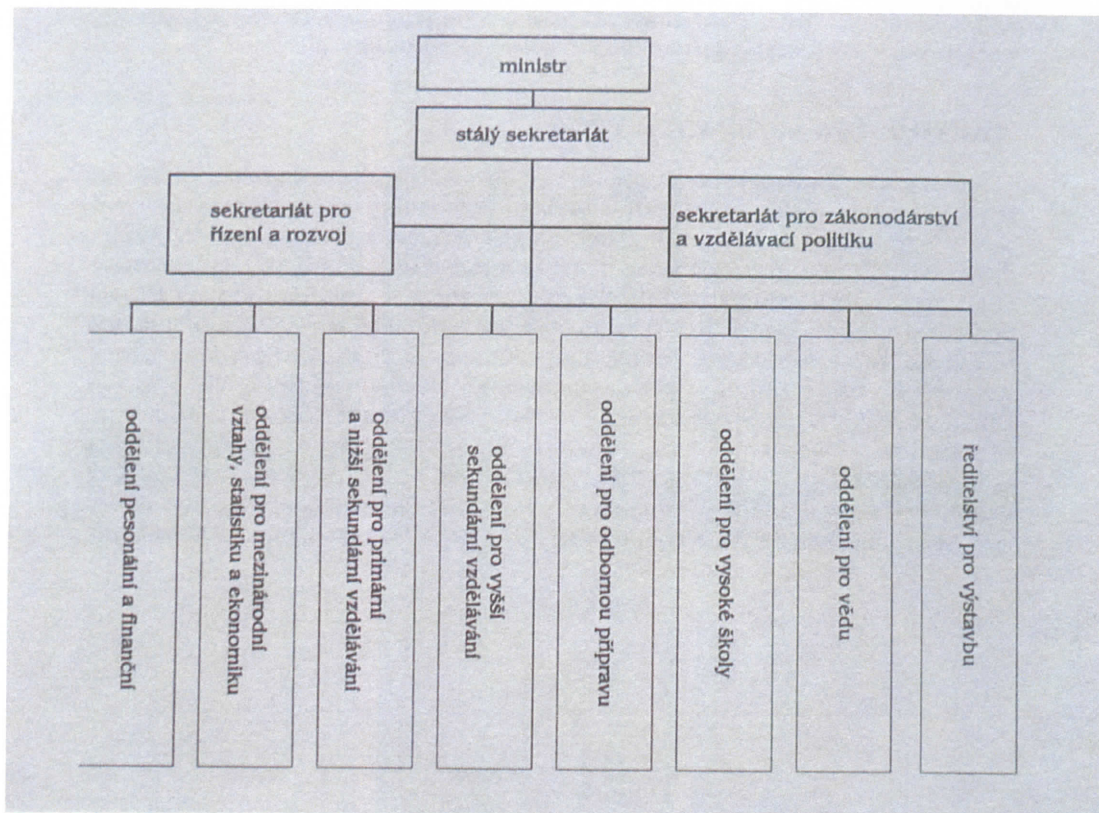 ministr
stálý sekretariát
sekretariát pro
řízení a rozvoj
sekretariát pro zákonodárství
a vzdělávací politiku
oddělení pesonální a finanční
oddělení pro mezinárodní
vztahy, statistiku a ekonomiku
oddělení pro primární
a nižší sekundární vzdělávání
oddělení pro vyšší
sekundární vzdělávání
oddělení pro odbornou přípravu
oddělení pro vysoké školy
oddělení pro vědu
ředitelství pro výstavbu